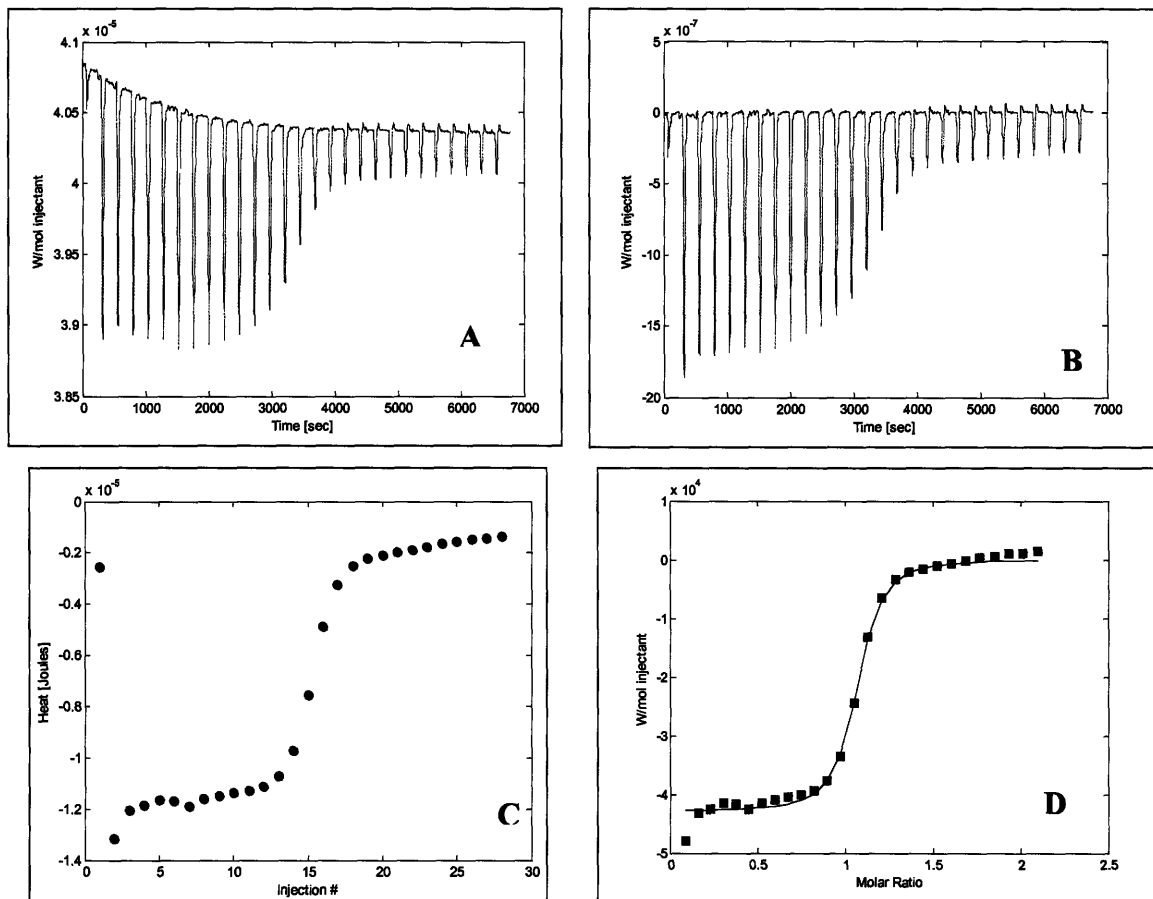 x 10⁻⁵
4.1
4.05
4
3.95
3.9
3.85
W/mol injectant
0 1000 2000 3000 4000 5000 6000 7000
Time [sec]
A
x 10⁻⁷
5
0
-5
-10
-15
-20
W/mol injectant
0 1000 2000 3000 4000 5000 6000 7000
Time [sec]
B
x 10⁻⁵
0
-0.2
-0.4
-0.6
-0.8
-1
-1.2
-1.4
Heat [Joules]
0 5 10 15 20 25 30
Injection #
C
x 10⁴
1
0
-1
-2
-3
-4
-5
W/mol injectant
0 0.5 1 1.5 2 2.5
Molar Ratio
D